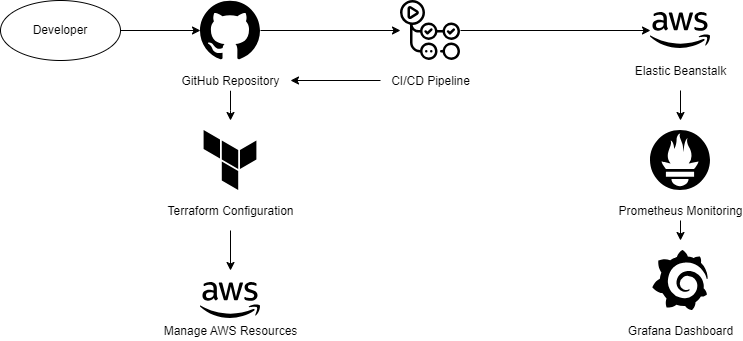 Developer
aws
GitHub Repository
CI/CD Pipeline
Elastic Beanstalk
Terraform Configuration
Prometheus Monitoring
aws
Manage AWS Resources
Grafana Dashboard